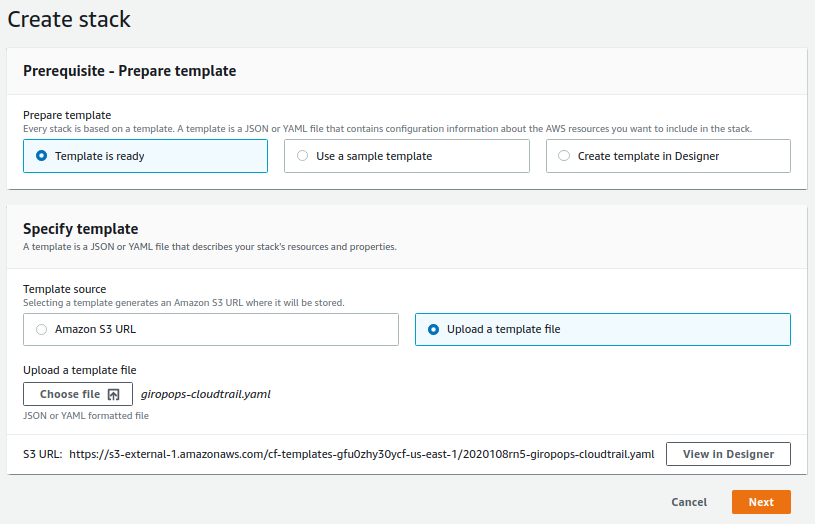 Create stack
Prerequisite - Prepare template
Prepare template
Every stack is based on a template. A template is a JSON or YAML file that contains configuration information about the AWS resources you want to include in the stack.
Template is ready
Use a sample template
Create template in Designer
Specify template
A template is a JSON or YAML file that describes your stack's resources and properties.
Template source
Selecting a template generates an Amazon S3 URL where it will be stored.
Amazon S3 URL
Upload a template file
Upload a template file
Choose file
giropops-cloudtrail.yaml
JSON or YAML formatted file
S3 URL: https://s3-external-1.amazonaws.com/cf-templates-gfu0zhy30ycf-us-east-1/2020108rn5-giropops-cloudtrail.yaml
View in Designer
Cancel
Next